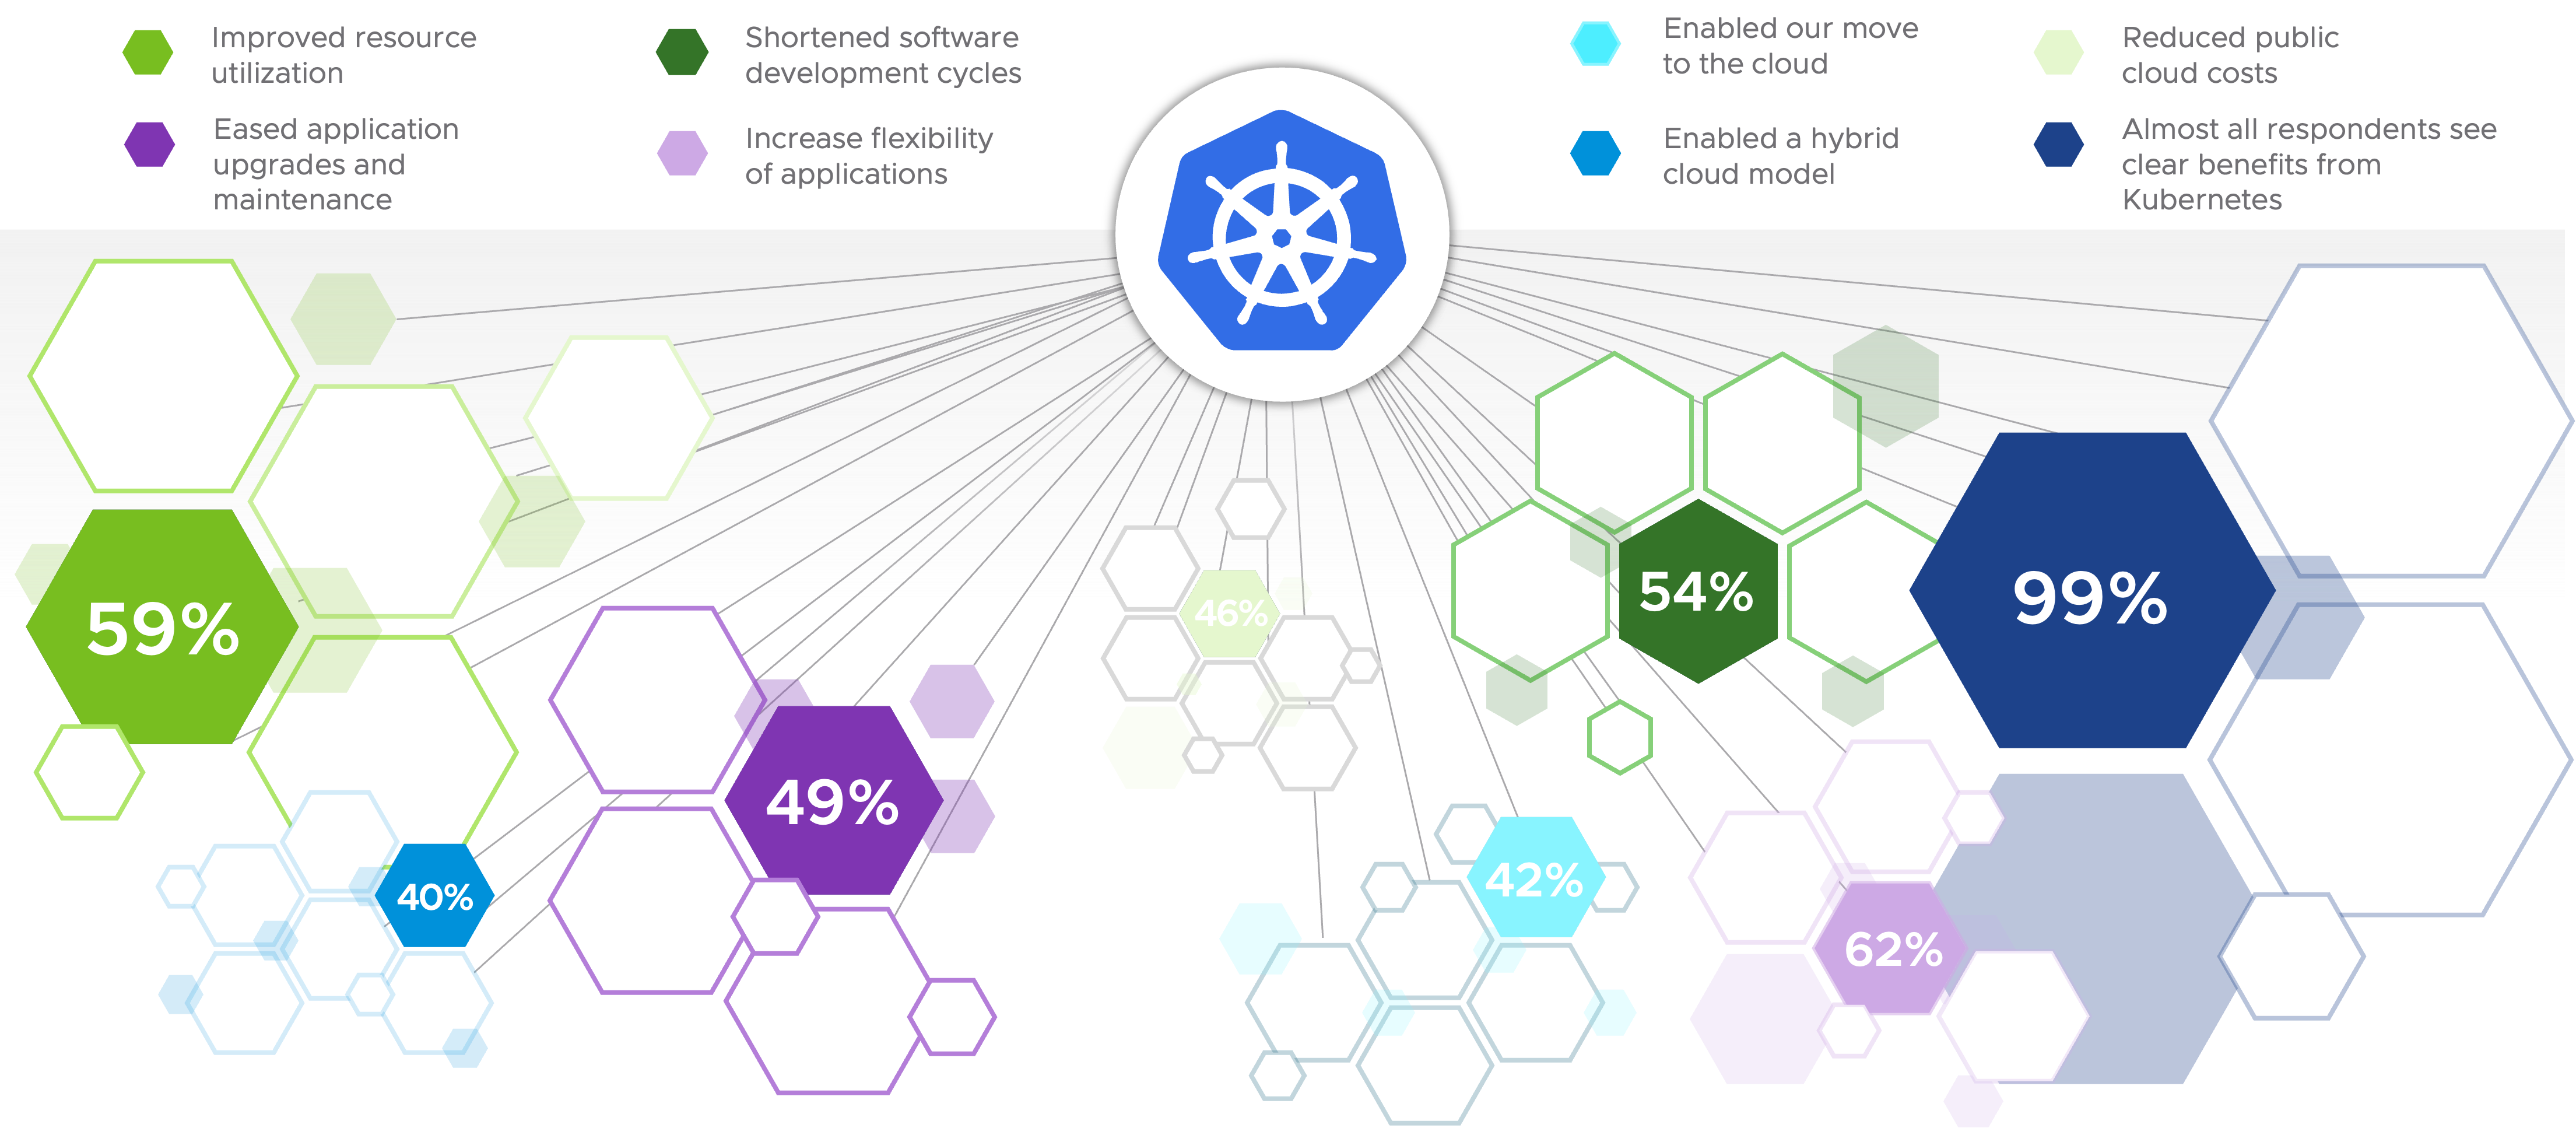 Improved resource
utilization
Eased application
upgrades and
maintenance
Shortened software
development cycles
Increase flexibility
of applications
Enabled our move
to the cloud
Enabled a hybrid
cloud model
Reduced public
cloud costs
Almost all respondents see
clear benefits from
Kubernetes
59%
40%
49%
46%
42%
54%
62%
99%